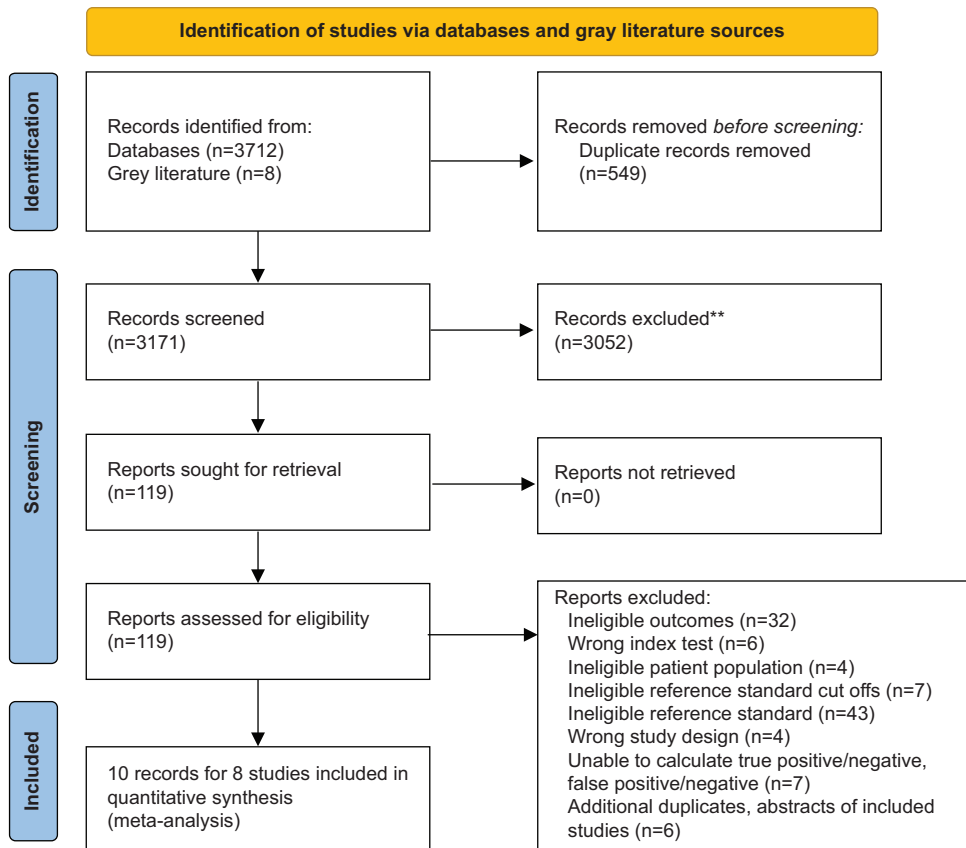 Identification of studies via databases and gray literature sources
Identification
Records identified from:
Databases (n=3712)
Grey literature (n=8)
Records removed before screening:
Duplicate records removed
(n=549)
Screening
Records screened
(n=3171)
Records excluded**
(n=3052)
Reports sought for retrieval
(n=119)
Reports not retrieved
(n=0)
Reports assessed for eligibility
(n=119)
Reports excluded:
Ineligible outcomes (n=32)
Wrong index test (n=6)
Ineligible patient population (n=4)
Ineligible reference standard cut offs (n=7)
Ineligible reference standard (n=43)
Wrong study design (n=4)
Unable to calculate true positive/negative,
false positive/negative (n=7)
Additional duplicates, abstracts of included
studies (n=6)
Included
10 records for 8 studies included in
quantitative synthesis
(meta-analysis)